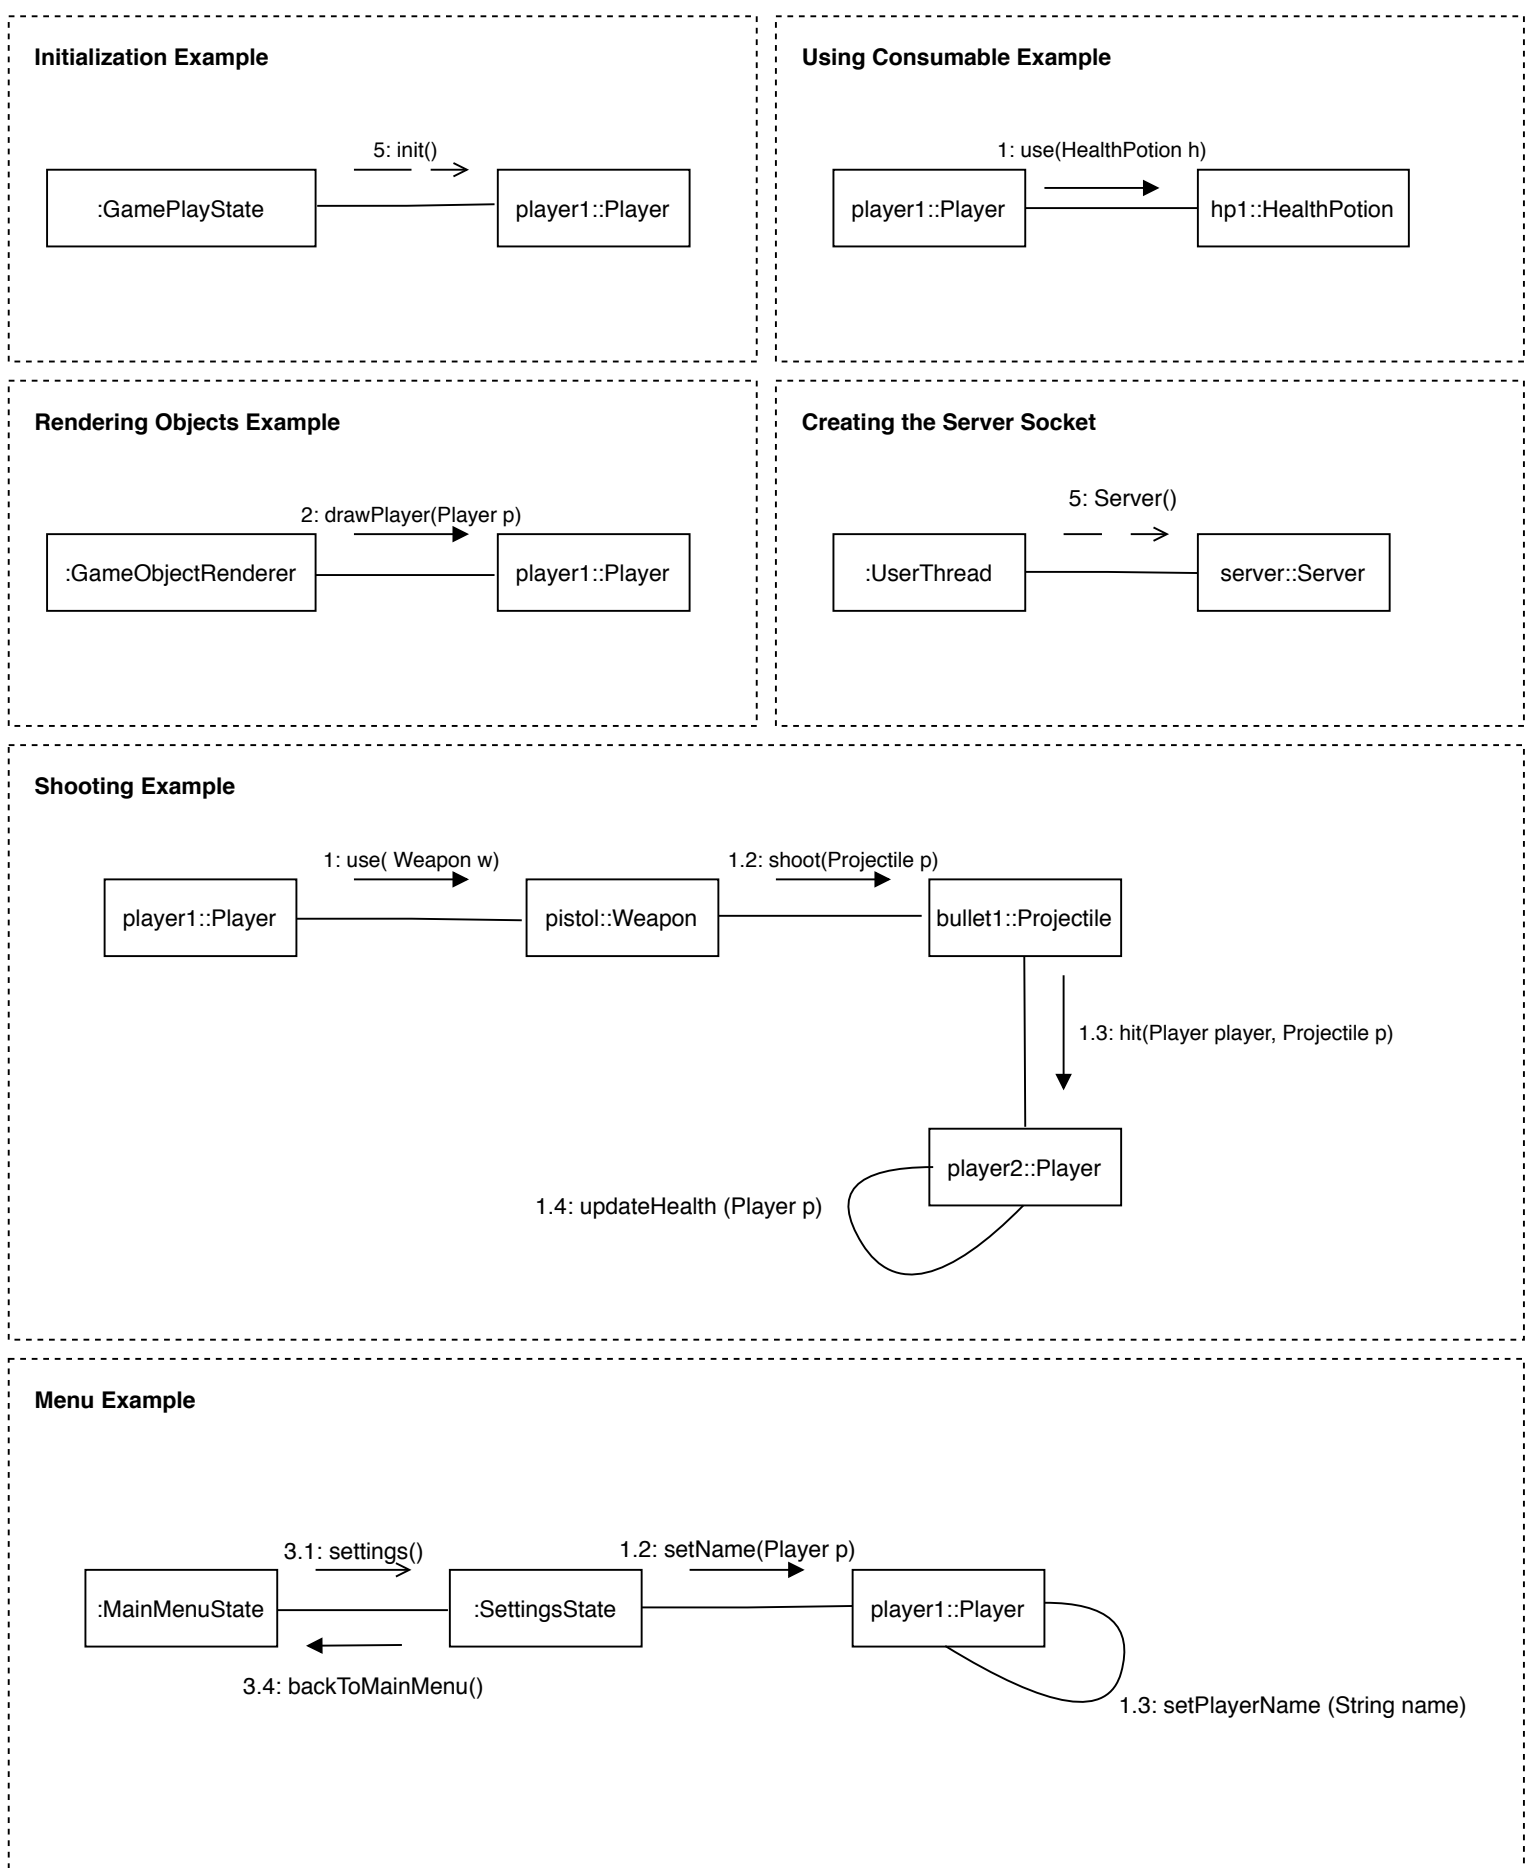 Initialization Example
5: init()
:GamePlayState
player1::Player
Using Consumable Example
1: use(HealthPotion h)
player1::Player
hp1::HealthPotion
Rendering Objects Example
2: drawPlayer(Player p)
:GameObjectRenderer
player1::Player
Creating the Server Socket
5: Server()
:UserThread
server::Server
Shooting Example
1: use( Weapon w)
1.2: shoot(Projectile p)
player1::Player
pistol::Weapon
bullet1::Projectile
1.3: hit(Player player, Projectile p)
player2::Player
1.4: updateHealth (Player p)
Menu Example
3.1: settings()
1.2: setName(Player p)
:MainMenuState
:SettingsState
player1::Player
3.4: backToMainMenu()
1.3: setPlayerName (String name)